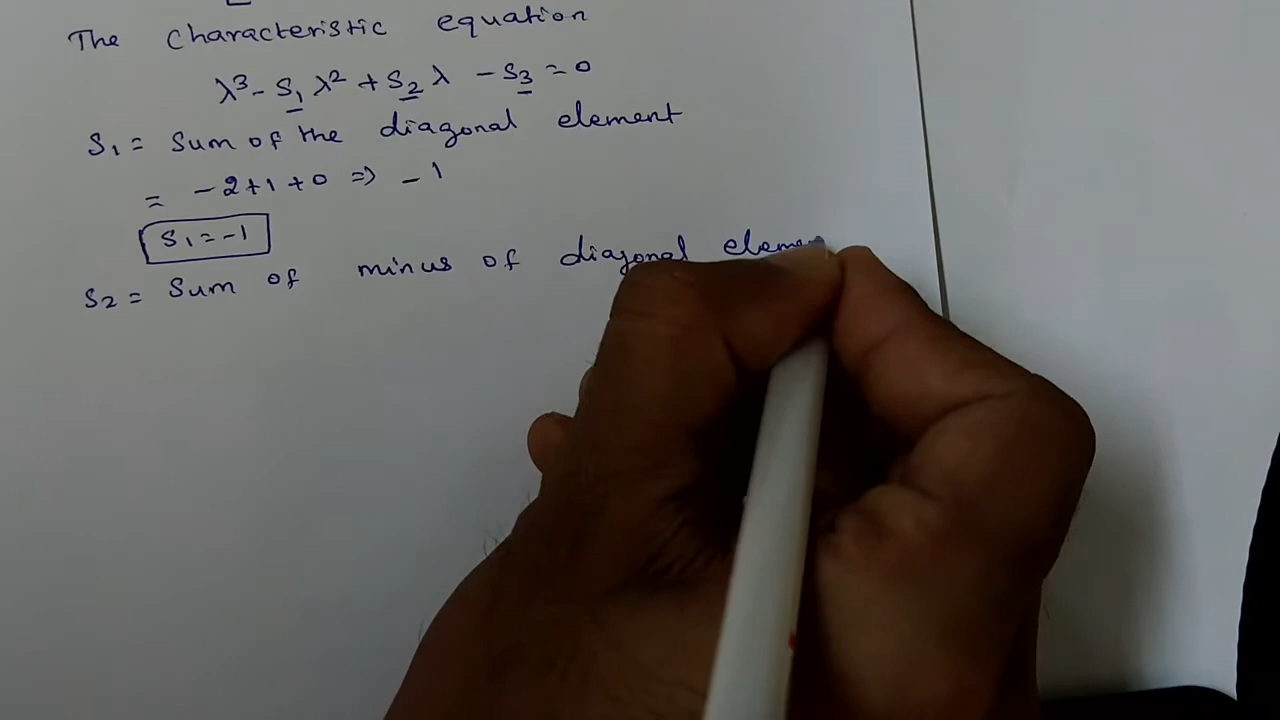 The characteristic equation
λ³ - S₁ λ² + S₂ λ - S₃ = 0
S₁ = Sum of the diagonal element
= -2+1+0 => -1
S₁ = -1
S₂ = Sum of minus of diagonal elemen